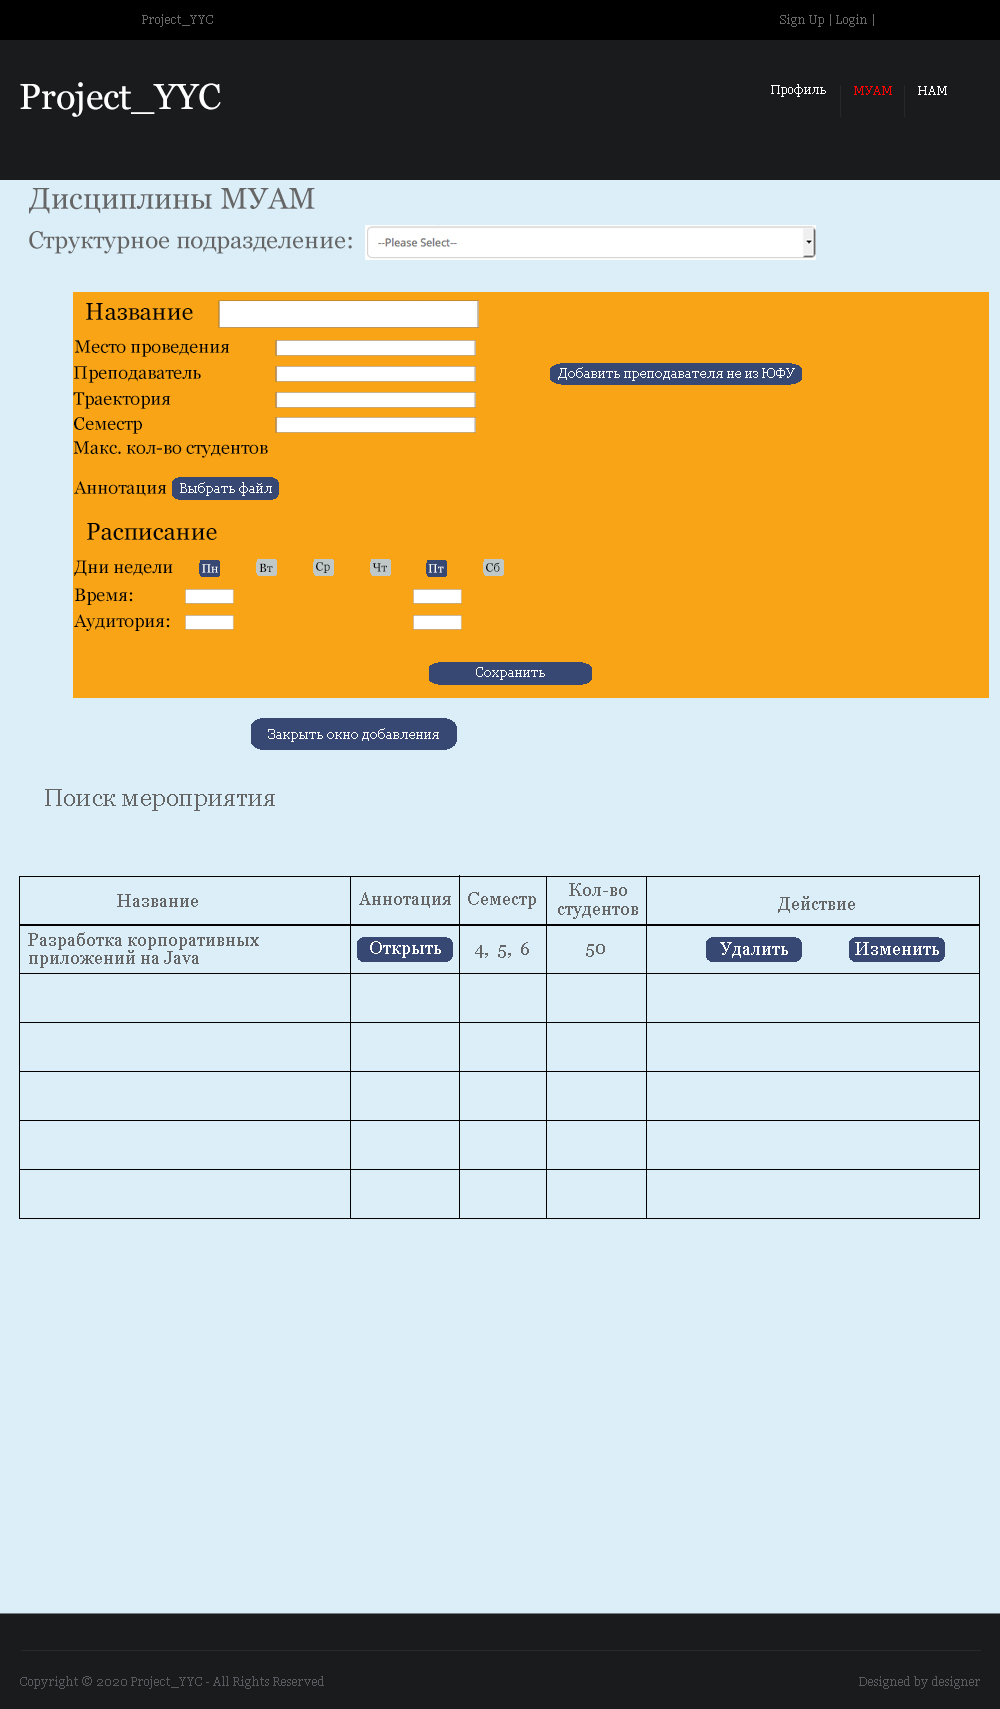 Project_YYC
Sign Up | Login |
Project_YYC
Профиль МУАМ НАМ
Дисциплины МУАМ
Структурное подразделение: --Please Select--
Название
Место проведения
Преподаватель Добавить преподавателя не из ЮФУ
Траектория
Семестр
Макс. кол-во студентов
Аннотация Выбрать файл
Расписание
Дни недели Пн Вт Ср Чт Пт Сб
Время:
Аудитория:
Сохранить
Закрыть окно добавления
Поиск мероприятия
Название Аннотация Семестр Кол-во
студентов Действие
Разработка корпоративных
приложений на Java Открыть 4, 5, 6 50 Удалить Изменить
Copyright © 2020 Project_YYC - All Rights Reserved
Designed by designer